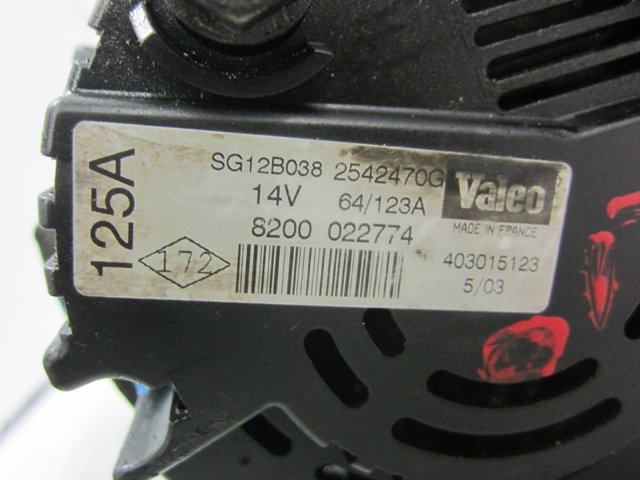 125A
SG12B038 2542470G
14V 64/123A
8200 022774
172
Valeo
MADE IN FRANCE
403015123
5/03